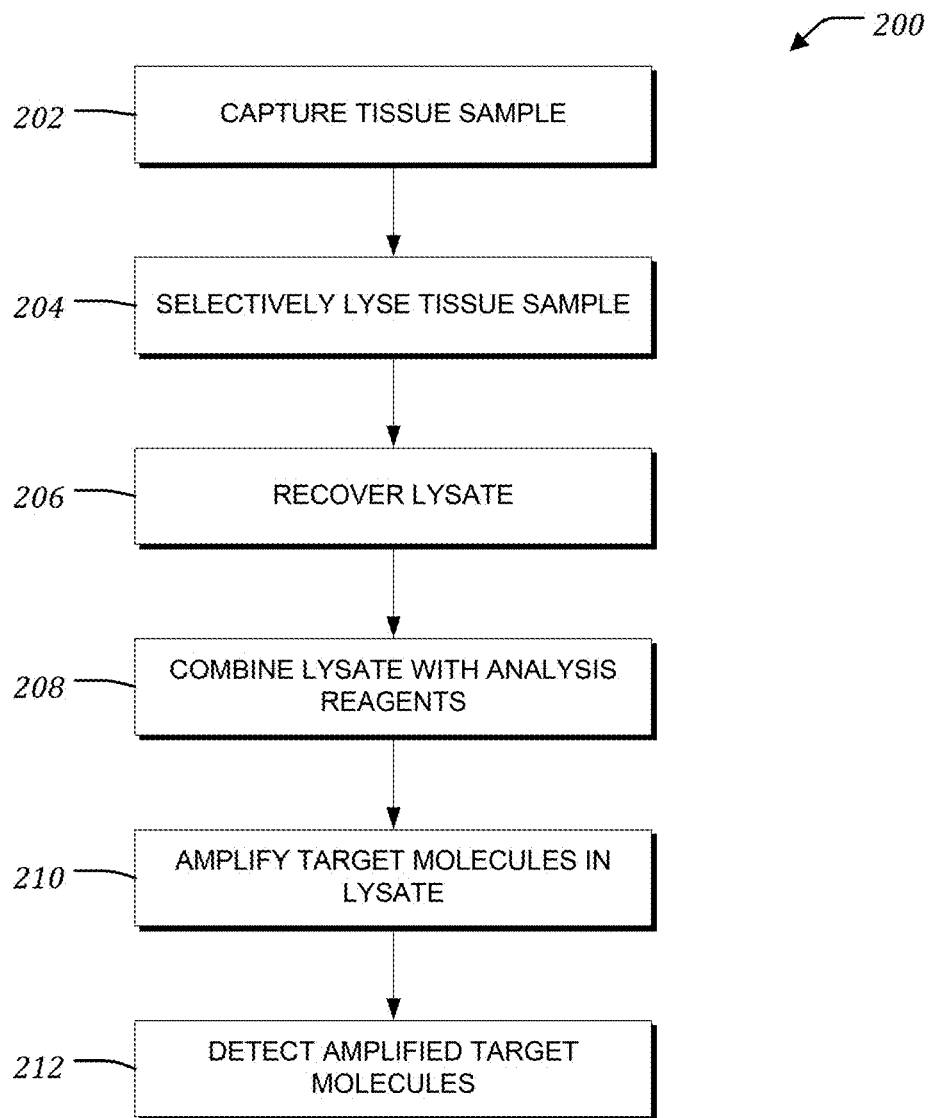 200
202
CAPTURE TISSUE SAMPLE
204
SELECTIVELY LYSE TISSUE SAMPLE
206
RECOVER LYSATE
208
COMBINE LYSATE WITH ANALYSIS
REAGENTS
210
AMPLIFY TARGET MOLECULES IN
LYSATE
212
DETECT AMPLIFIED TARGET
MOLECULES